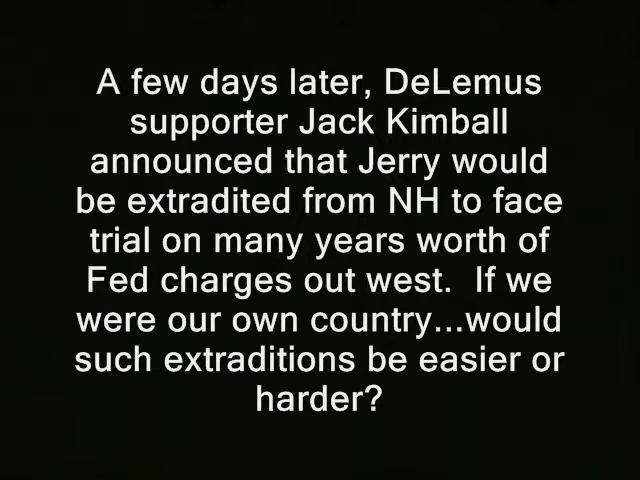 A few days later, DeLemus
supporter Jack Kimball
announced that Jerry would
be extradited from NH to face
trial on many years worth of
Fed charges out west.  If we
were our own country...would
such extraditions be easier or
harder?